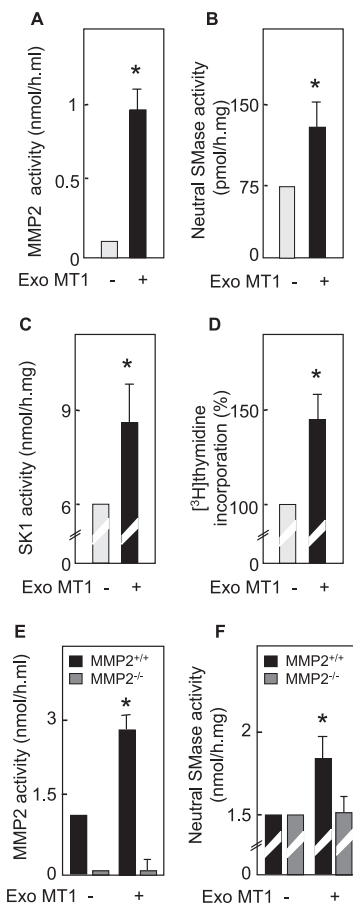 A
MMP2 activity (nmol/h.ml)
1
0.5
0
*
Exo MT1 - +
B
Neutral SMase activity
(pmol/h.mg)
150
75
0
*
Exo MT1 - +
C
SK1 activity (nmol/h.mg)
9
6
0
*
Exo MT1 - +
D
[³H]thymidine
incorporation (%)
150
100
0
*
Exo MT1 - +
E
MMP2 activity (nmol/h.ml)
3
1.5
0
MMP2⁺/⁺
MMP2⁻/⁻
*
Exo MT1 - +
F
Neutral SMase activity
(nmol/h.mg)
2
1.5
0
MMP2⁺/⁺
MMP2⁻/⁻
*
Exo MT1 - +